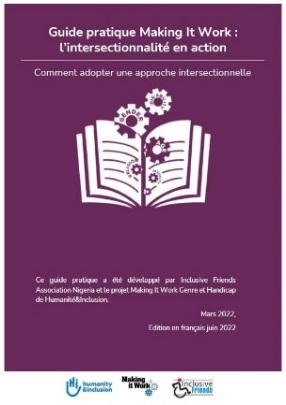 Guide pratique Making It Work :
l’intersectionnalité en action
Comment adopter une approche intersectionnelle
GENDER
Ce guide pratique a été développé par Inclusive Friends
Association Nigeria et le projet Making It Work Genre et Handicap
de Humanité&Inclusion.
Mars 2022,
Edition en français juin 2022
humanity
&inclusion
Making
it Work
Inclusive
Friends